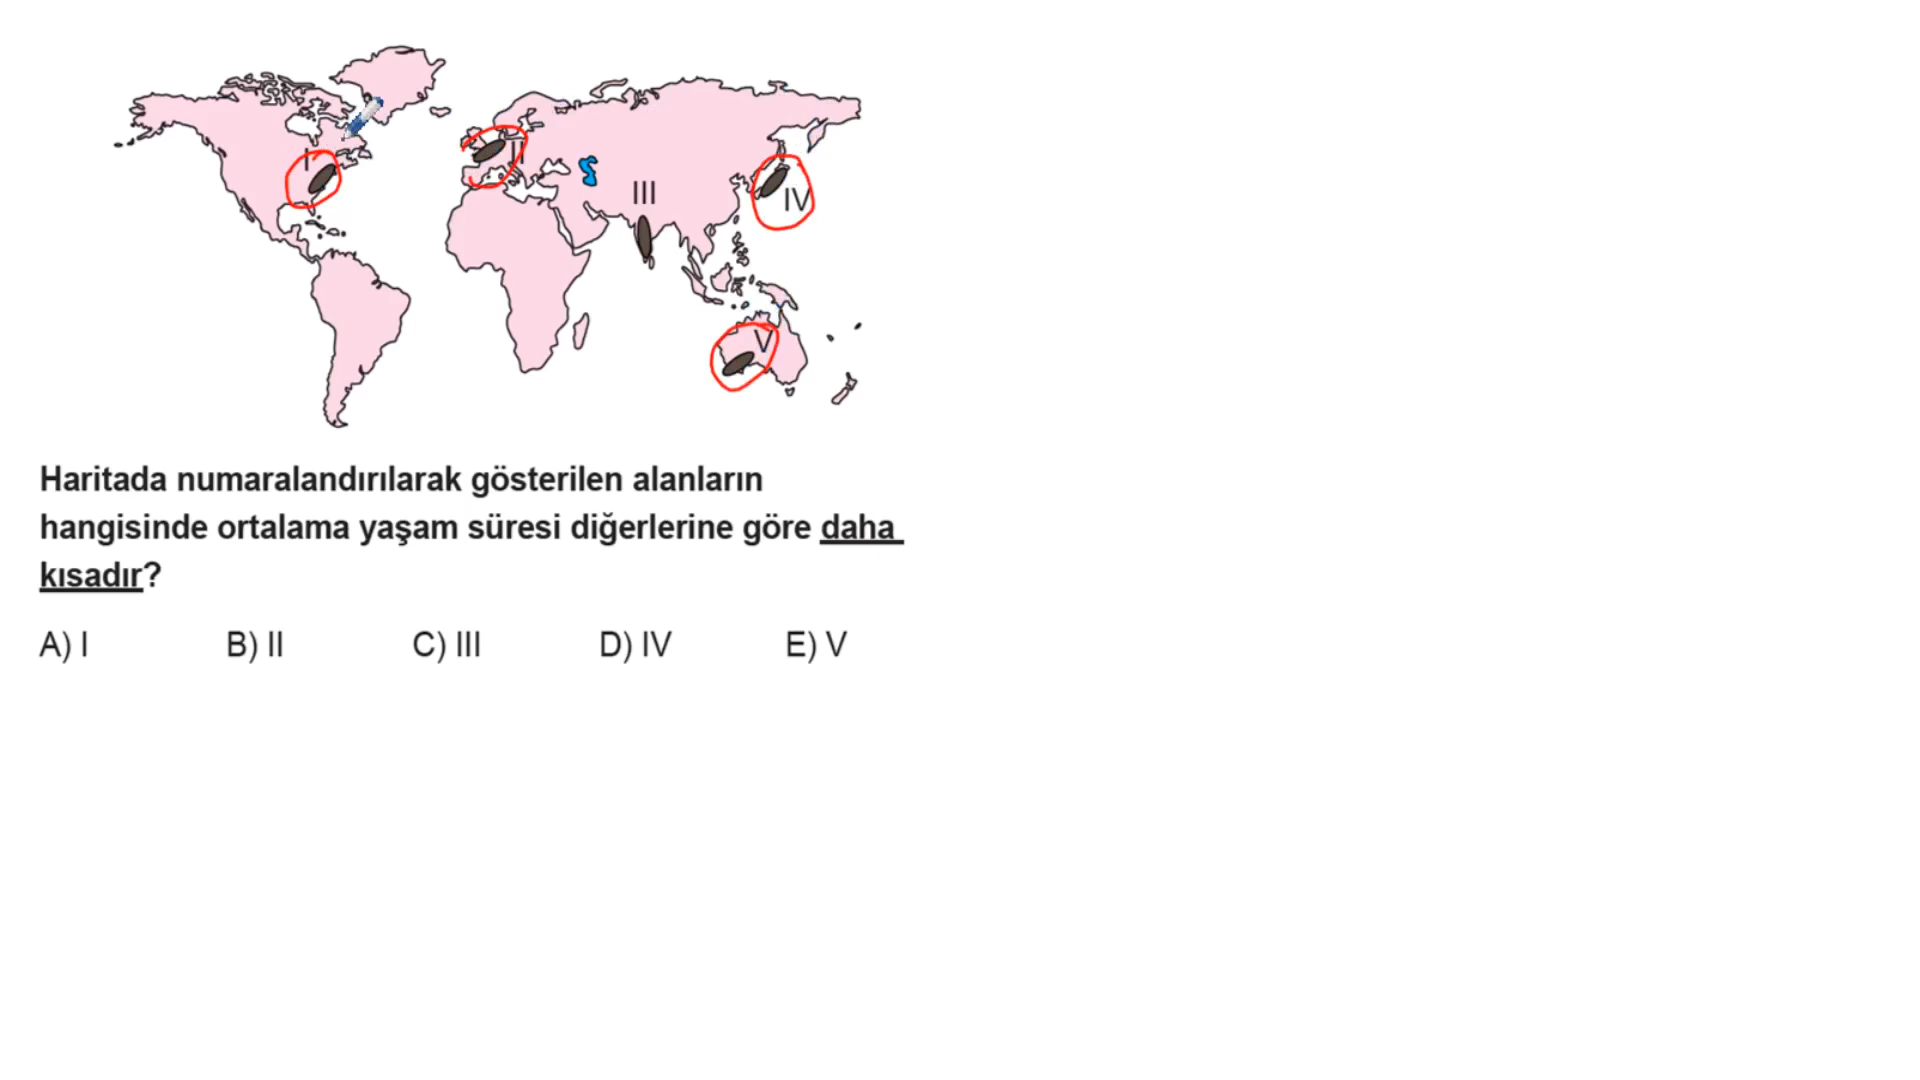 I
II
III
IV
V
Haritada numaralandırılarak gösterilen alanların
hangisinde ortalama yaşam süresi diğerlerine göre daha
kısadır?
A) I B) II C) III D) IV E) V